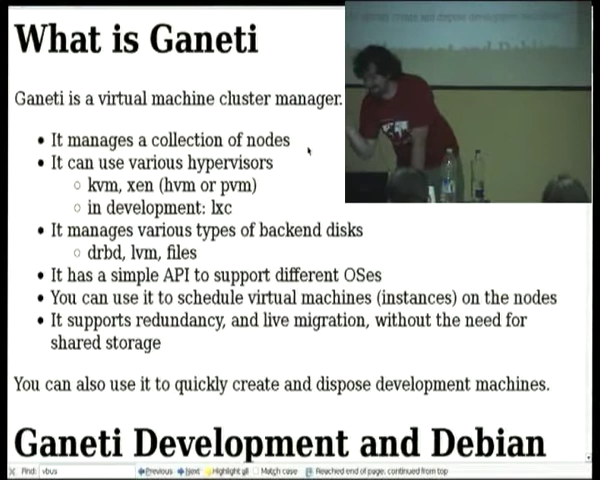 What is Ganeti
Ganeti is a virtual machine cluster manager.
• It manages a collection of nodes
• It can use various hypervisors
○ kvm, xen (hvm or pvm)
○ in development: lxc
• It manages various types of backend disks
○ drbd, lvm, files
• It has a simple API to support different OSes
• You can use it to schedule virtual machines (instances) on the nodes
• It supports redundancy, and live migration, without the need for
shared storage
You can also use it to quickly create and dispose development machines.
Ganeti Development and Debian
Find: vbus Previous Next Highlight all Match case Reached end of page, continued from top